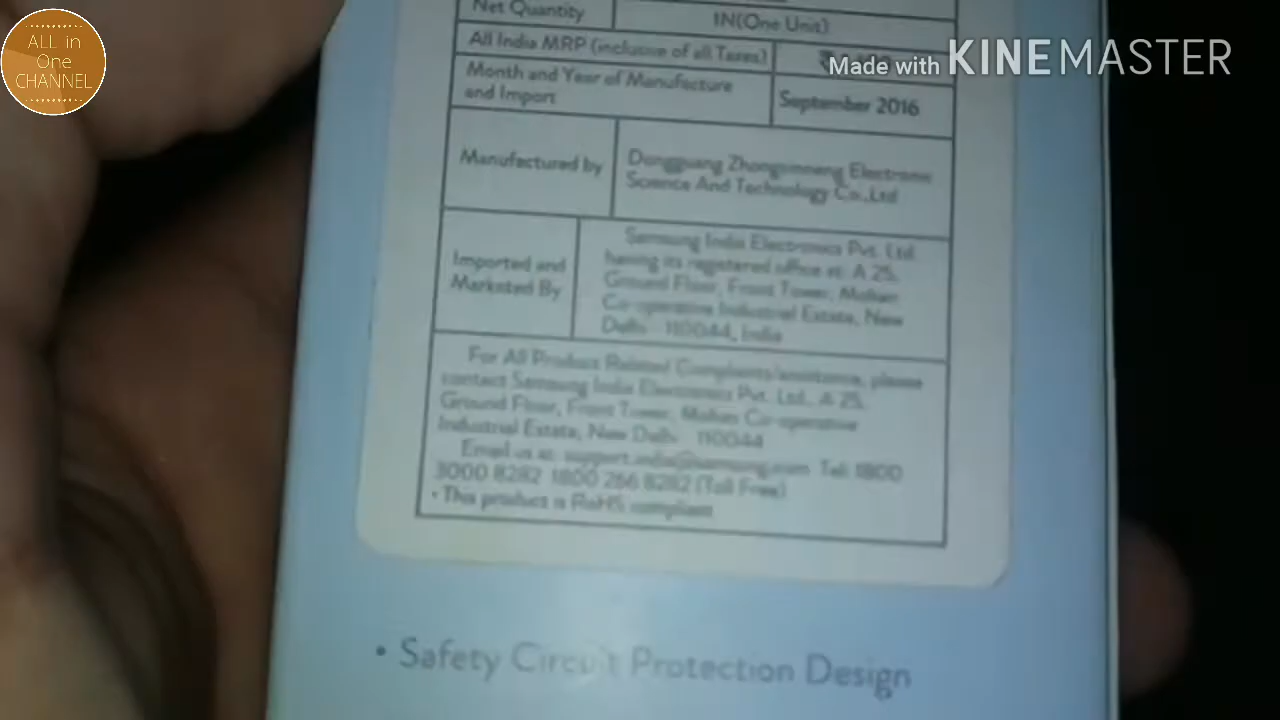 ALL in
One
CHANNEL
Made with KINEMASTER
Net Quantity
1N(One Unit)
All India MRP (inclusive of all Taxes)
Month and Year of Manufacture
and Import
September 2016
Manufactured by
Dongguang Electronic
Science And Technology Co.,Ltd
Imported and
Marketed By
Samsung India Electronics Pvt. Ltd.
having its registered office at: A 25,
Ground Floor, Front Tower, Mohan
Co-operative Industrial Estate, New
Delhi 110044, India
For All Product Related Complaints/assistance, please
contact Samsung India Electronics Pvt. Ltd. A 25,
Ground Floor, Front Tower, Mohan Co-operative
Industrial Estate, New Delhi 110044
Email us at: support.india@samsung.com Tel: 1800
3000 8282 1800 266 8282 (Toll Free)
• This product is RoHS compliant
• Safety Circuit Protection Design